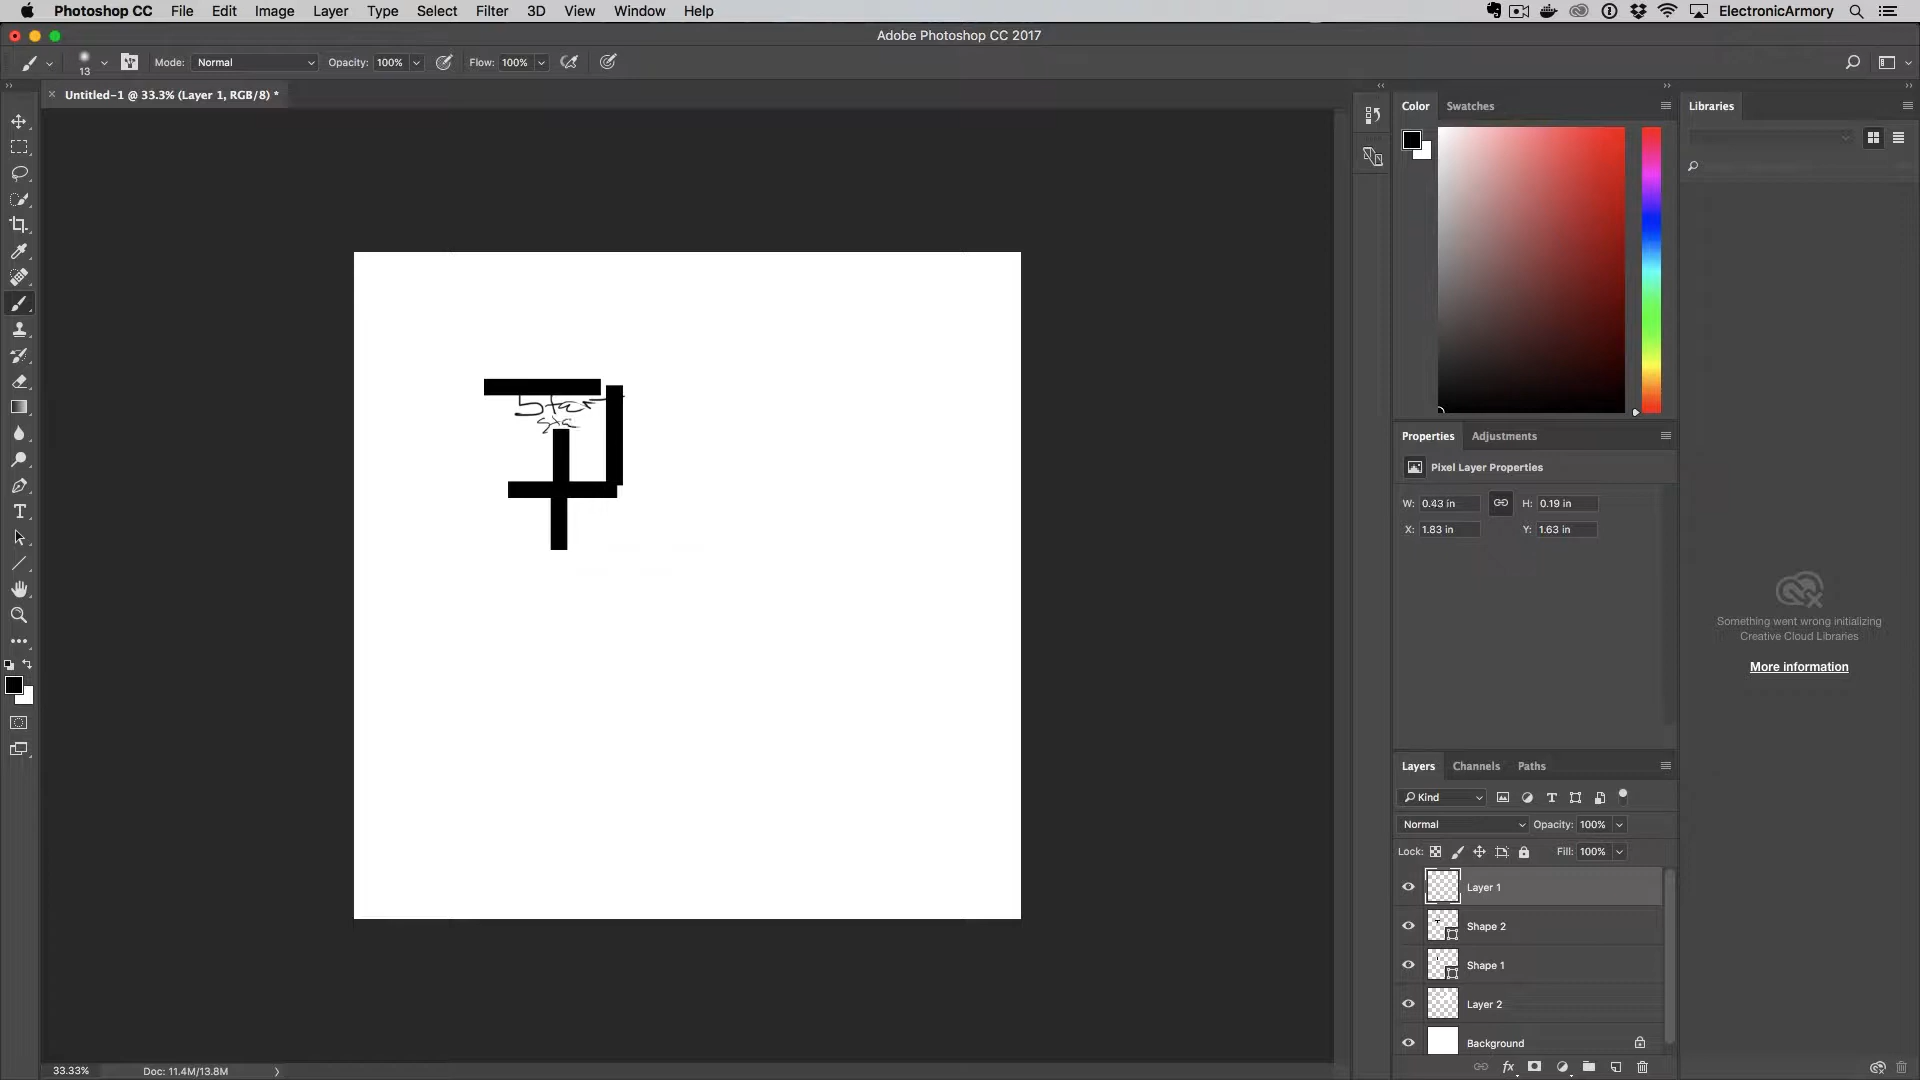 Photoshop CC File Edit Image Layer Type Select Filter 3D View Window Help ElectronicArmory
Adobe Photoshop CC 2017
13 Mode: Normal Opacity: 100% Flow: 100%
Untitled-1 @ 33.3% (Layer 1, RGB/8) *
Color Swatches
Libraries
Start
sta
Properties Adjustments
Pixel Layer Properties
W: 0.43 in H: 0.19 in
X: 1.83 in Y: 1.63 in
Something went wrong initializing
Creative Cloud Libraries
More information
Layers Channels Paths
Kind
Normal Opacity: 100%
Lock: Fill: 100%
Layer 1
Shape 2
Shape 1
Layer 2
Background
33.33% Doc: 11.4M/13.8M